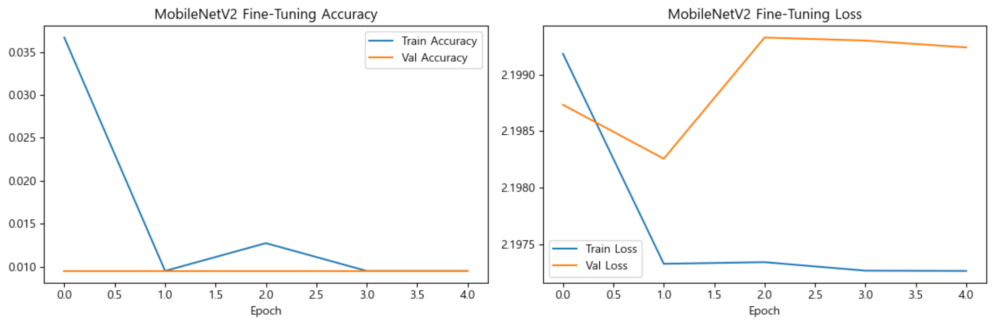 MobileNetV2 Fine-Tuning Accuracy
Train Accuracy
Val Accuracy
0.035
0.030
0.025
0.020
0.015
0.010
0.0 0.5 1.0 1.5 2.0 2.5 3.0 3.5 4.0
Epoch
MobileNetV2 Fine-Tuning Loss
2.1990
2.1985
2.1980
2.1975
Train Loss
Val Loss
0.0 0.5 1.0 1.5 2.0 2.5 3.0 3.5 4.0
Epoch